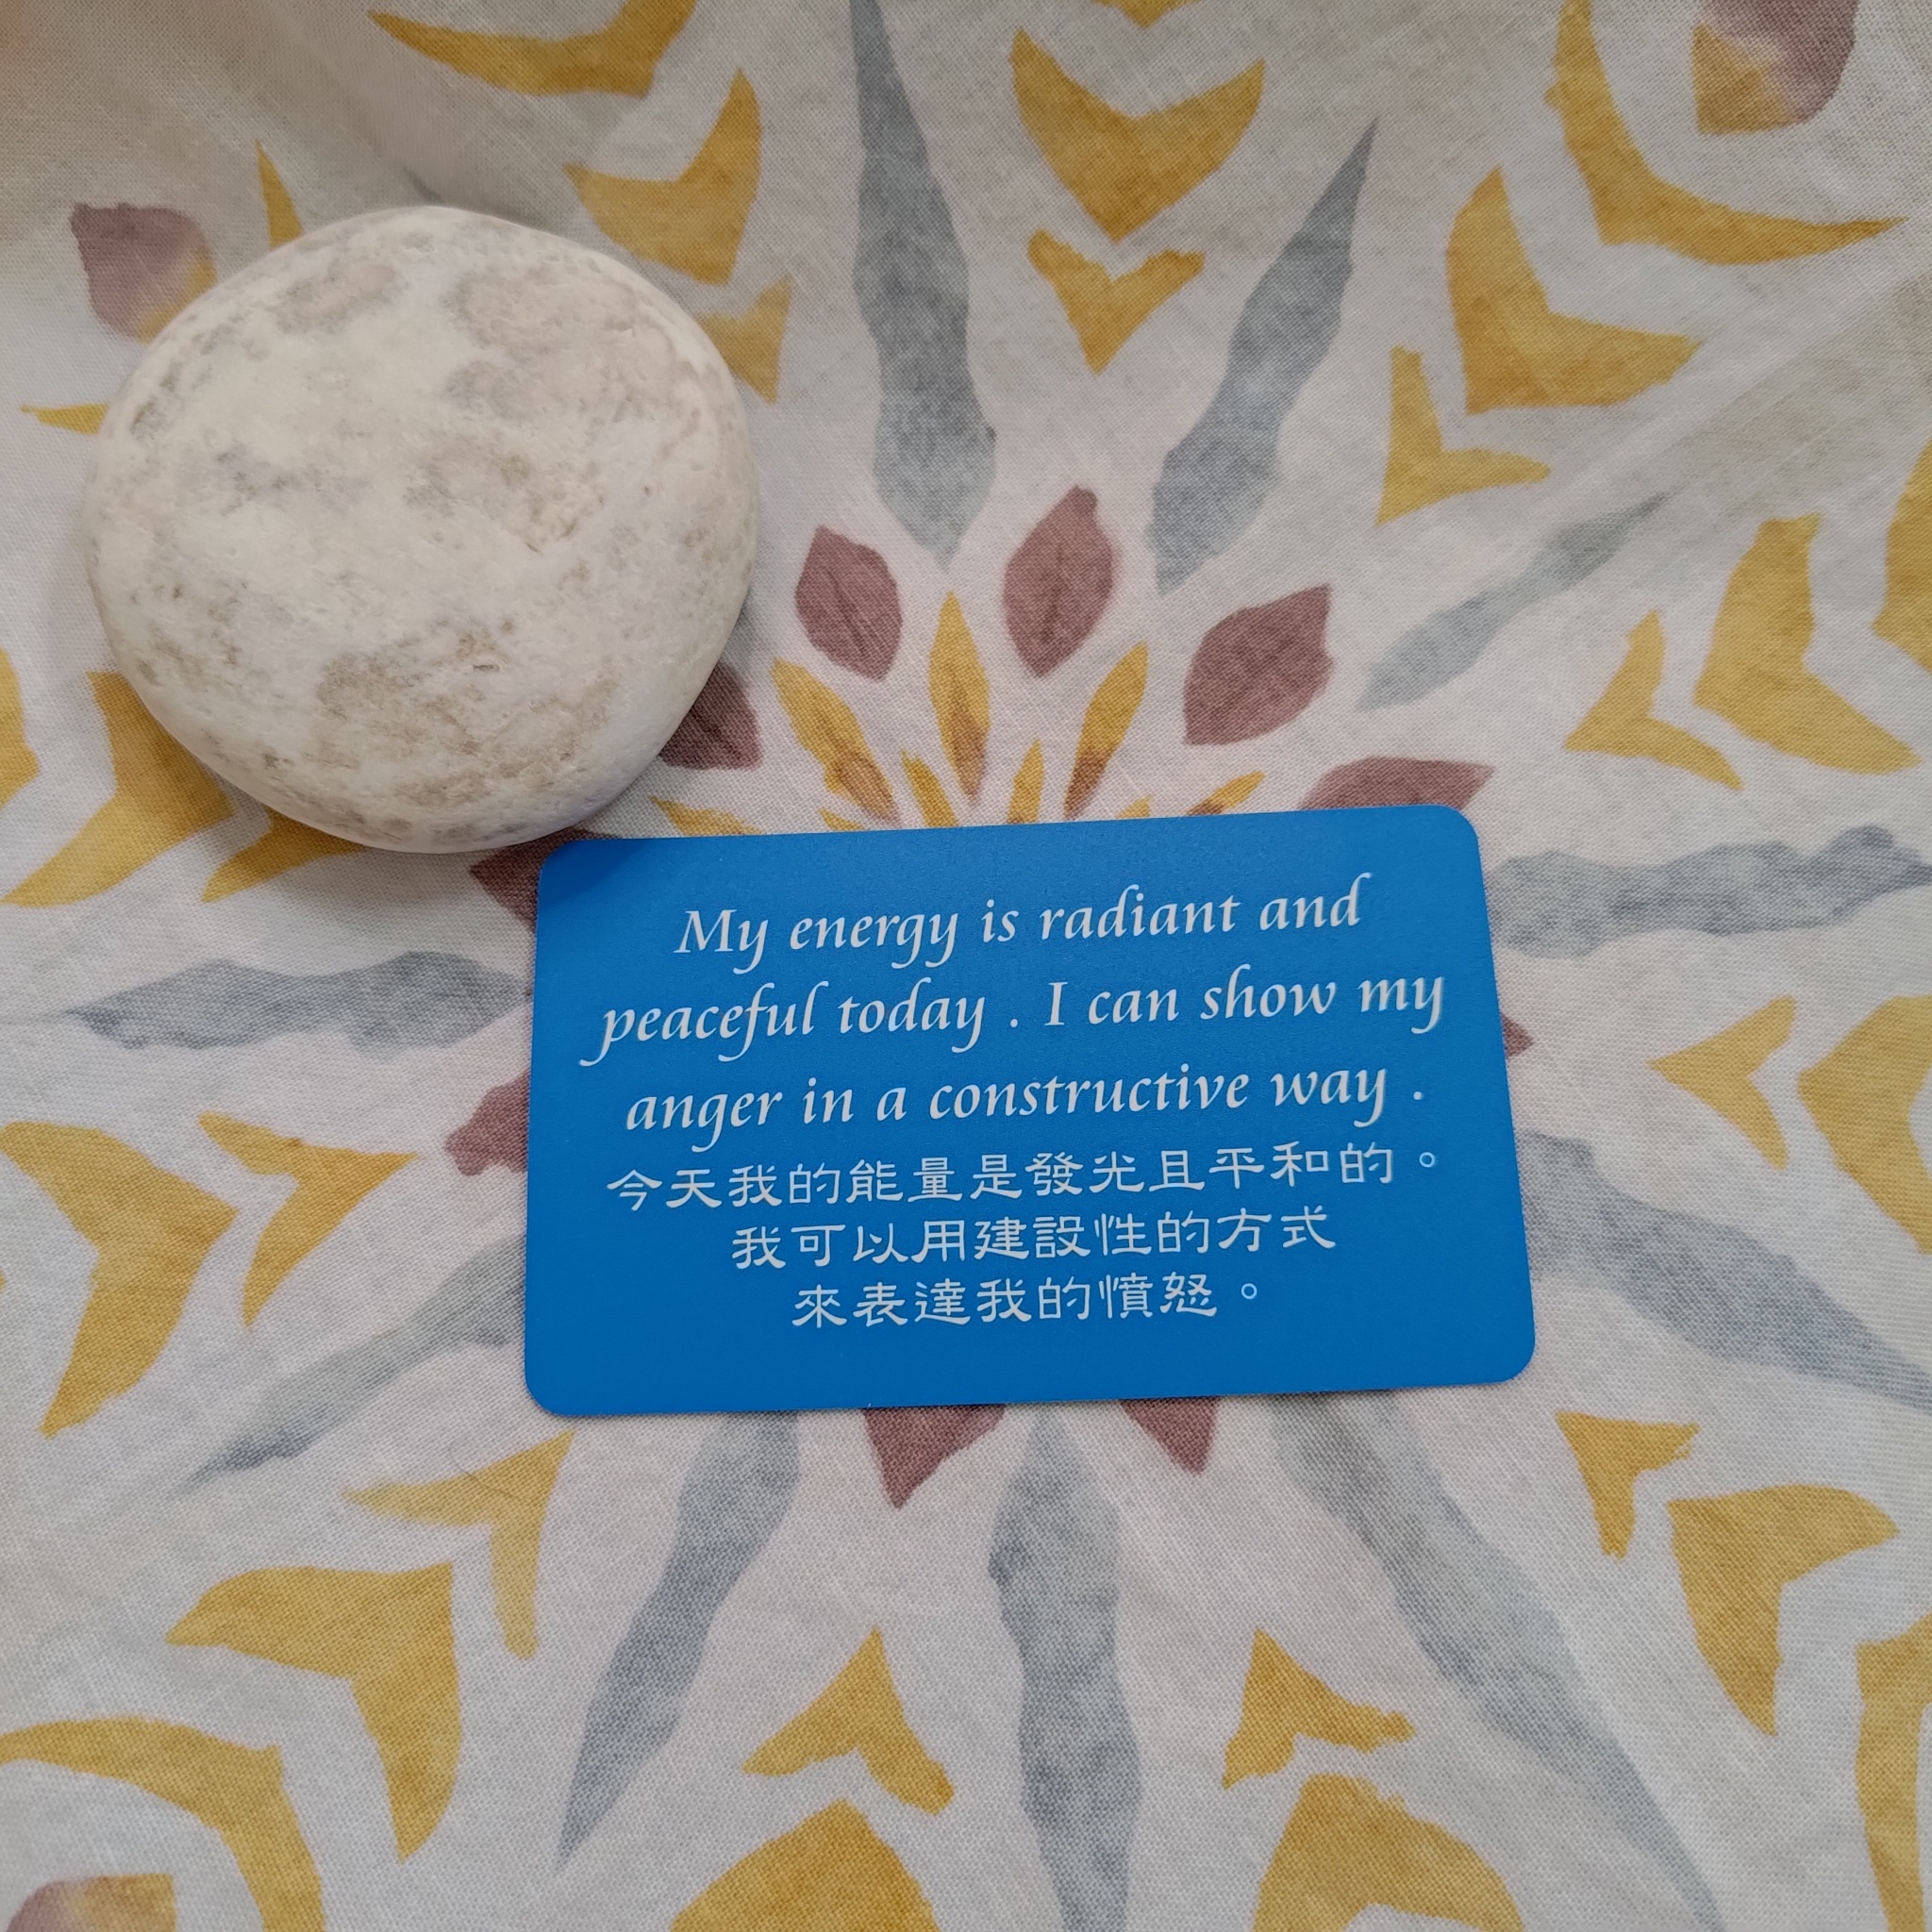 My energy is radiant and
peaceful today . I can show my
anger in a constructive way .
今天我的能量是發光且平和的。
我可以用建設性的方式
來表達我的憤怒。